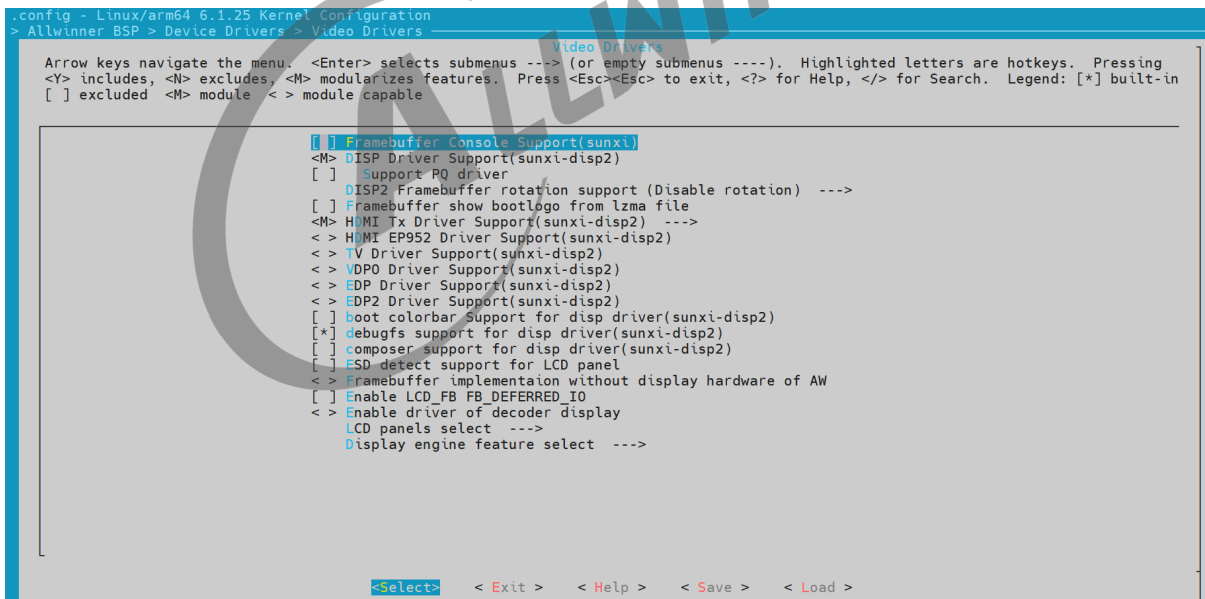 .config - Linux/arm64 6.1.25 Kernel Configuration
> Allwinner BSP > Device Drivers > Video Drivers
Video Drivers
Arrow keys navigate the menu. <Enter> selects submenus ---> (or empty submenus ----). Highlighted letters are hotkeys. Pressing
<Y> includes, <N> excludes, <M> modularizes features. Press <Esc><Esc> to exit, <?> for Help, </> for Search. Legend: [*] built-in
[ ] excluded <M> module < > module capable
[ ] Framebuffer Console Support(sunxi)
<M> DISP Driver Support(sunxi-disp2)
[ ] Support PQ driver
DISP2 Framebuffer rotation support (Disable rotation) --->
[ ] Framebuffer show bootlogo from lzma file
<M> HDMI Tx Driver Support(sunxi-disp2) --->
< > HDMI EP952 Driver Support(sunxi-disp2)
< > TV Driver Support(sunxi-disp2)
< > VDPO Driver Support(sunxi-disp2)
< > EDP Driver Support(sunxi-disp2)
< > EDP2 Driver Support(sunxi-disp2)
[ ] boot colorbar Support for disp driver(sunxi-disp2)
[*] debugfs support for disp driver(sunxi-disp2)
[ ] composer support for disp driver(sunxi-disp2)
[ ] ESD detect support for LCD panel
< > Framebuffer implementaion without display hardware of AW
[ ] Enable LCD_FB FB_DEFERRED_IO
< > Enable driver of decoder display
LCD panels select --->
Display engine feature select --->
<Select> < Exit > < Help > < Save > < Load >